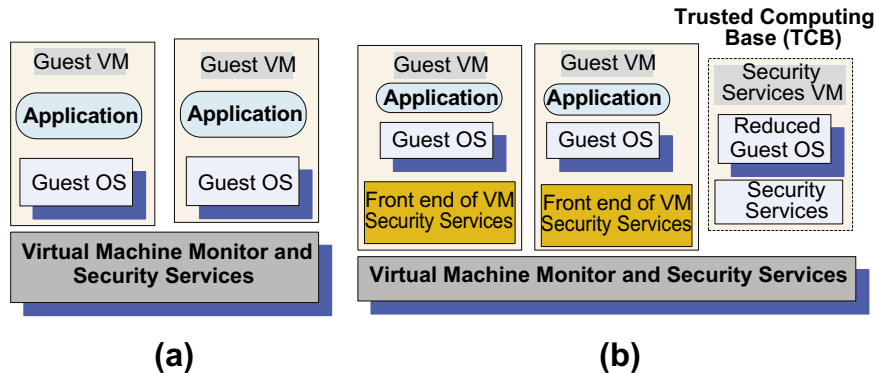 Guest VM
Application
Guest OS
Guest VM
Application
Guest OS
Virtual Machine Monitor and
Security Services
(a)
Guest VM
Application
Guest OS
Front end of VM
Security Services
Guest VM
Application
Guest OS
Front end of VM
Security Services
Trusted Computing
Base (TCB)
Security
Services VM
Reduced
Guest OS
Security
Services
Virtual Machine Monitor and Security Services
(b)